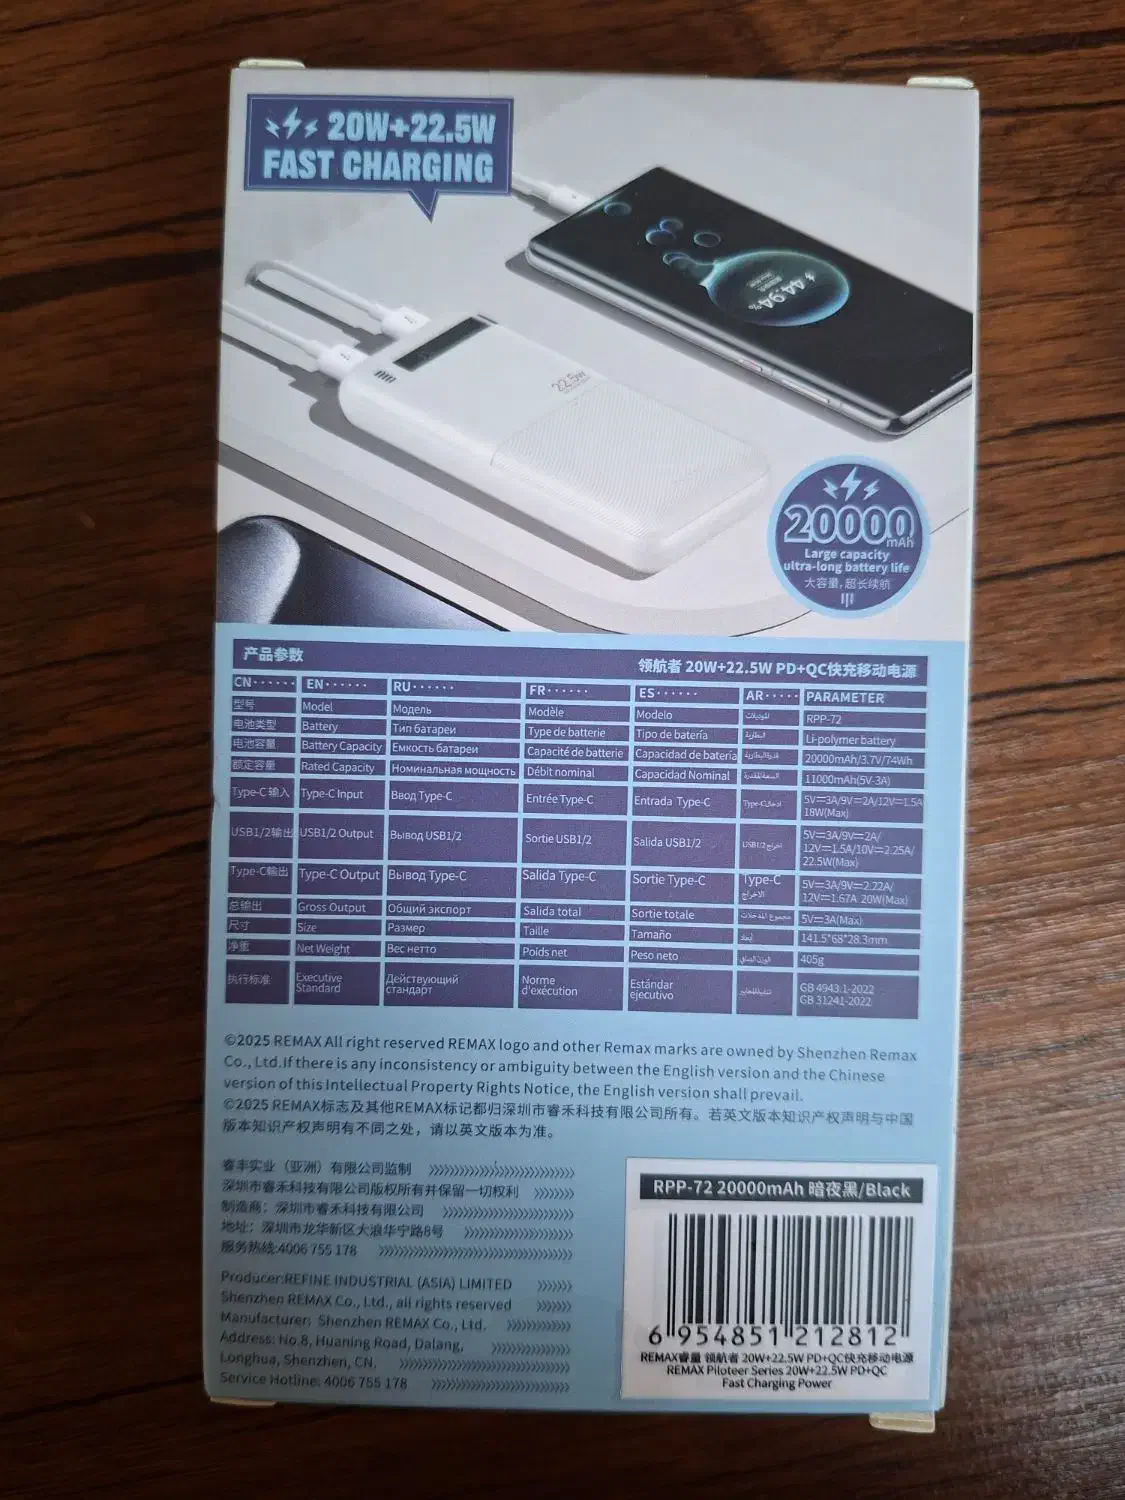 20W+22.5W
FAST CHARGING
44.94%
22.5W
20000mAh
Large capacity
ultra-long battery life
大容量,超长续航
产品参数 领航者 20W+22.5W PD+QC快充移动电源
CN······ EN······ RU······ FR······ ES······ AR····· PARAMETER
型号 Model Модель Modèle Modelo RPP-72
电池类型 Battery Тип батареи Type de batterie Tipo de batería Li-polymer battery
电池容量 Battery Capacity Емкость батареи Capacité de batterie Capacidad de batería 20000mAh/3.7V/74Wh
额定容量 Rated Capacity Номинальная мощность Débit nominal Capacidad Nominal 11000mAh(5V⎓3A)
Type-C 输入 Type-C Input Ввод Type-C Entrée Type-C Entrada Type-C 5V⎓3A/9V⎓2A/12V⎓1.5A
18W(Max)
USB1/2输出 USB1/2 Output Вывод USB1/2 Sortie USB1/2 Salida USB1/2 5V⎓3A/9V⎓2A/
12V⎓1.5A/10V⎓2.25A/
22.5W(Max)
Type-C输出 Type-C Output Вывод Type-C Salida Type-C Sortie Type-C Type-C 5V⎓3A/9V⎓2.22A/
12V⎓1.67A 20W(Max)
总输出 Gross Output Общий экспорт Salida total Sortie totale 5V⎓3A(Max)
尺寸 Size Размер Taille Tamaño 141.5*68*28.3mm
净重 Net Weight Вес нетто Poids net Peso neto 405g
执行标准 Executive Standard Действующий стандарт Norme d'exécution Estándar ejecutivo GB 4943.1-2022
GB 31241-2022
©2025 REMAX All right reserved REMAX logo and other Remax marks are owned by Shenzhen Remax
Co., Ltd.If there is any inconsistency or ambiguity between the English version and the Chinese
version of this Intellectual Property Rights Notice, the English version shall prevail.
©2025 REMAX标志及其他REMAX标记都归深圳市睿禾科技有限公司所有。若英文版本知识产权声明与中国
版本知识产权声明有不同之处，请以英文版本为准。
睿丰实业（亚洲）有限公司监制
深圳市睿禾科技有限公司版权所有并保留一切权利
制造商：深圳市睿禾科技有限公司
地址：深圳市龙华新区大浪华宁路8号
服务热线:4006 755 178
Producer:REFINE INDUSTRIAL (ASIA) LIMITED
Shenzhen REMAX Co., Ltd., all rights reserved
Manufacturer: Shenzhen REMAX Co., Ltd.
Address: No.8, Huaning Road, Dalang,
Longhua, Shenzhen, CN.
Service Hotline: 4006 755 178
RPP-72 20000mAh 暗夜黑/Black
6 954851 212812
REMAX睿量 领航者 20W+22.5W PD+QC快充移动电源
REMAX Piloteer Series 20W+22.5W PD+QC
Fast Charging Power